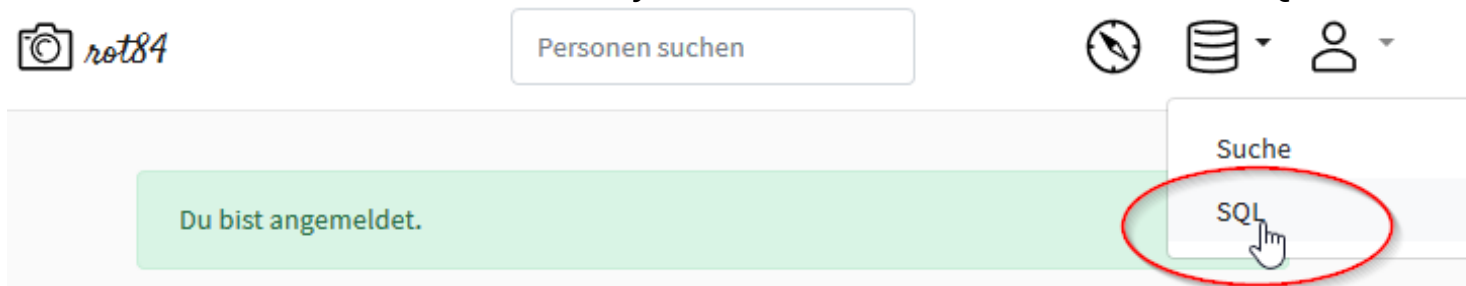 rot84
Personen suchen
Suche
SQL
Du bist angemeldet.